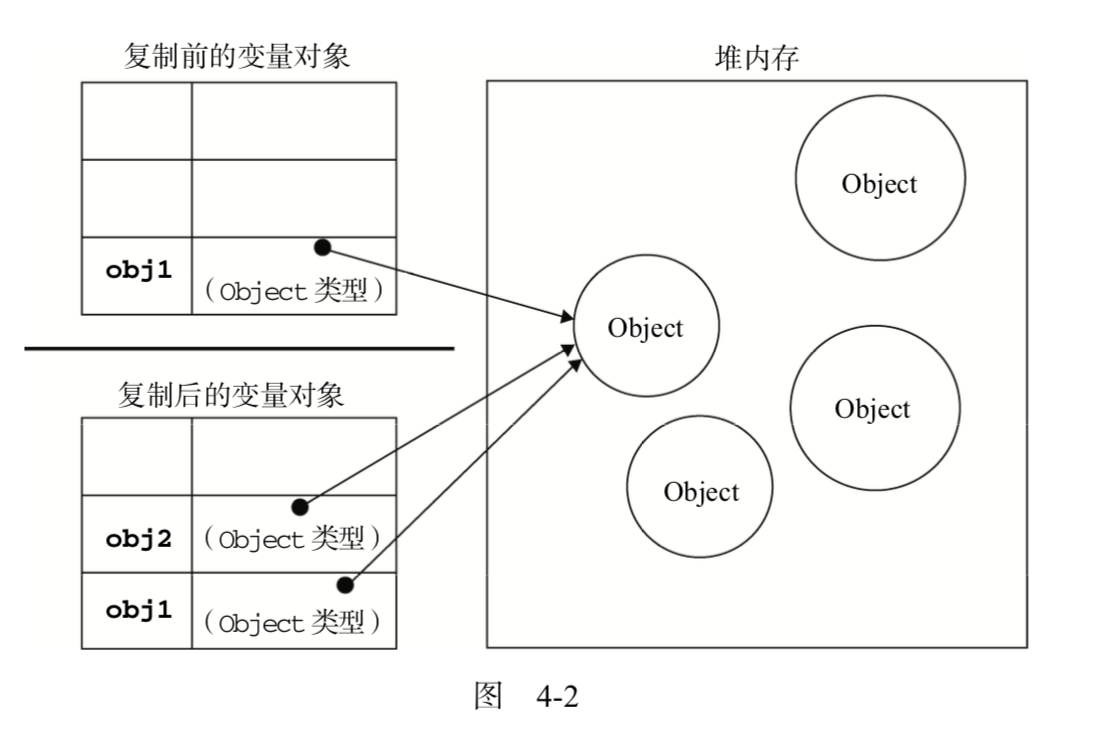 复制前的变量对象
堆内存
obj1
（Object 类型）
复制后的变量对象
obj2
（Object 类型）
obj1
（Object 类型）
Object
Object
Object
Object
图 4-2